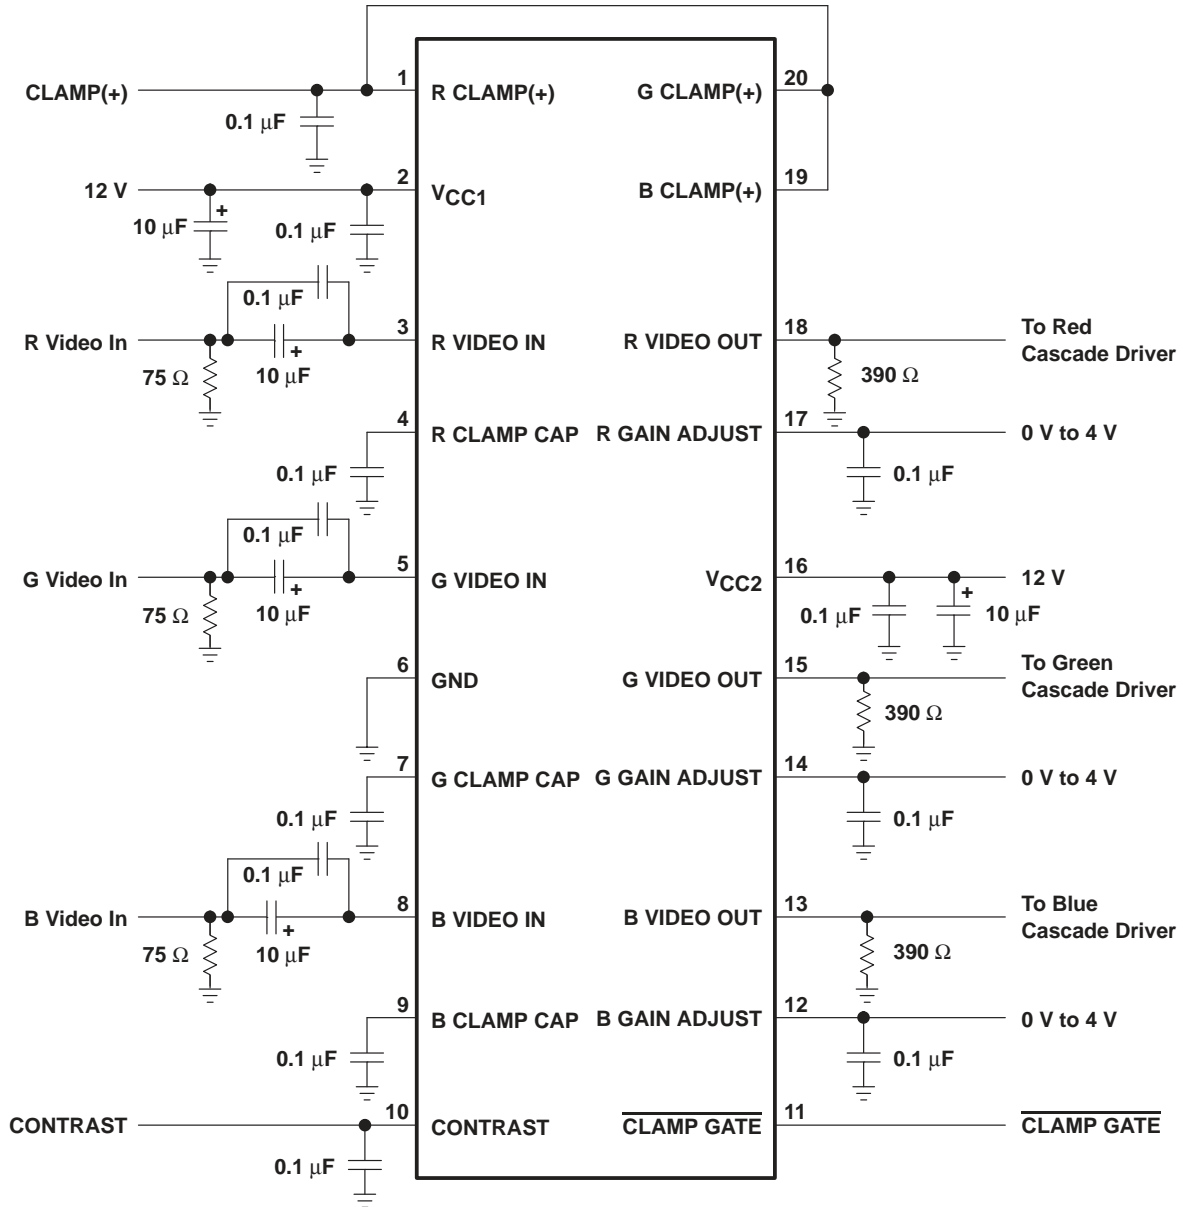 CLAMP(+)
1
R CLAMP(+)
G CLAMP(+)
20
0.1 μF
12 V
2
VCC1
B CLAMP(+)
19
+
10 μF
0.1 μF
0.1 μF
R Video In
3
R VIDEO IN
R VIDEO OUT
18
To Red
Cascade Driver
+
75 Ω
10 μF
390 Ω
4
R CLAMP CAP
R GAIN ADJUST
17
0 V to 4 V
0.1 μF
0.1 μF
0.1 μF
G Video In
5
G VIDEO IN
VCC2
16
12 V
+
75 Ω
10 μF
0.1 μF
+
10 μF
6
GND
G VIDEO OUT
15
To Green
Cascade Driver
390 Ω
7
G CLAMP CAP
G GAIN ADJUST
14
0 V to 4 V
0.1 μF
0.1 μF
0.1 μF
B Video In
8
B VIDEO IN
B VIDEO OUT
13
To Blue
Cascade Driver
+
75 Ω
10 μF
390 Ω
9
B CLAMP CAP
B GAIN ADJUST
12
0 V to 4 V
0.1 μF
0.1 μF
CONTRAST
10
CONTRAST
CLAMP GATE
11
CLAMP GATE
0.1 μF